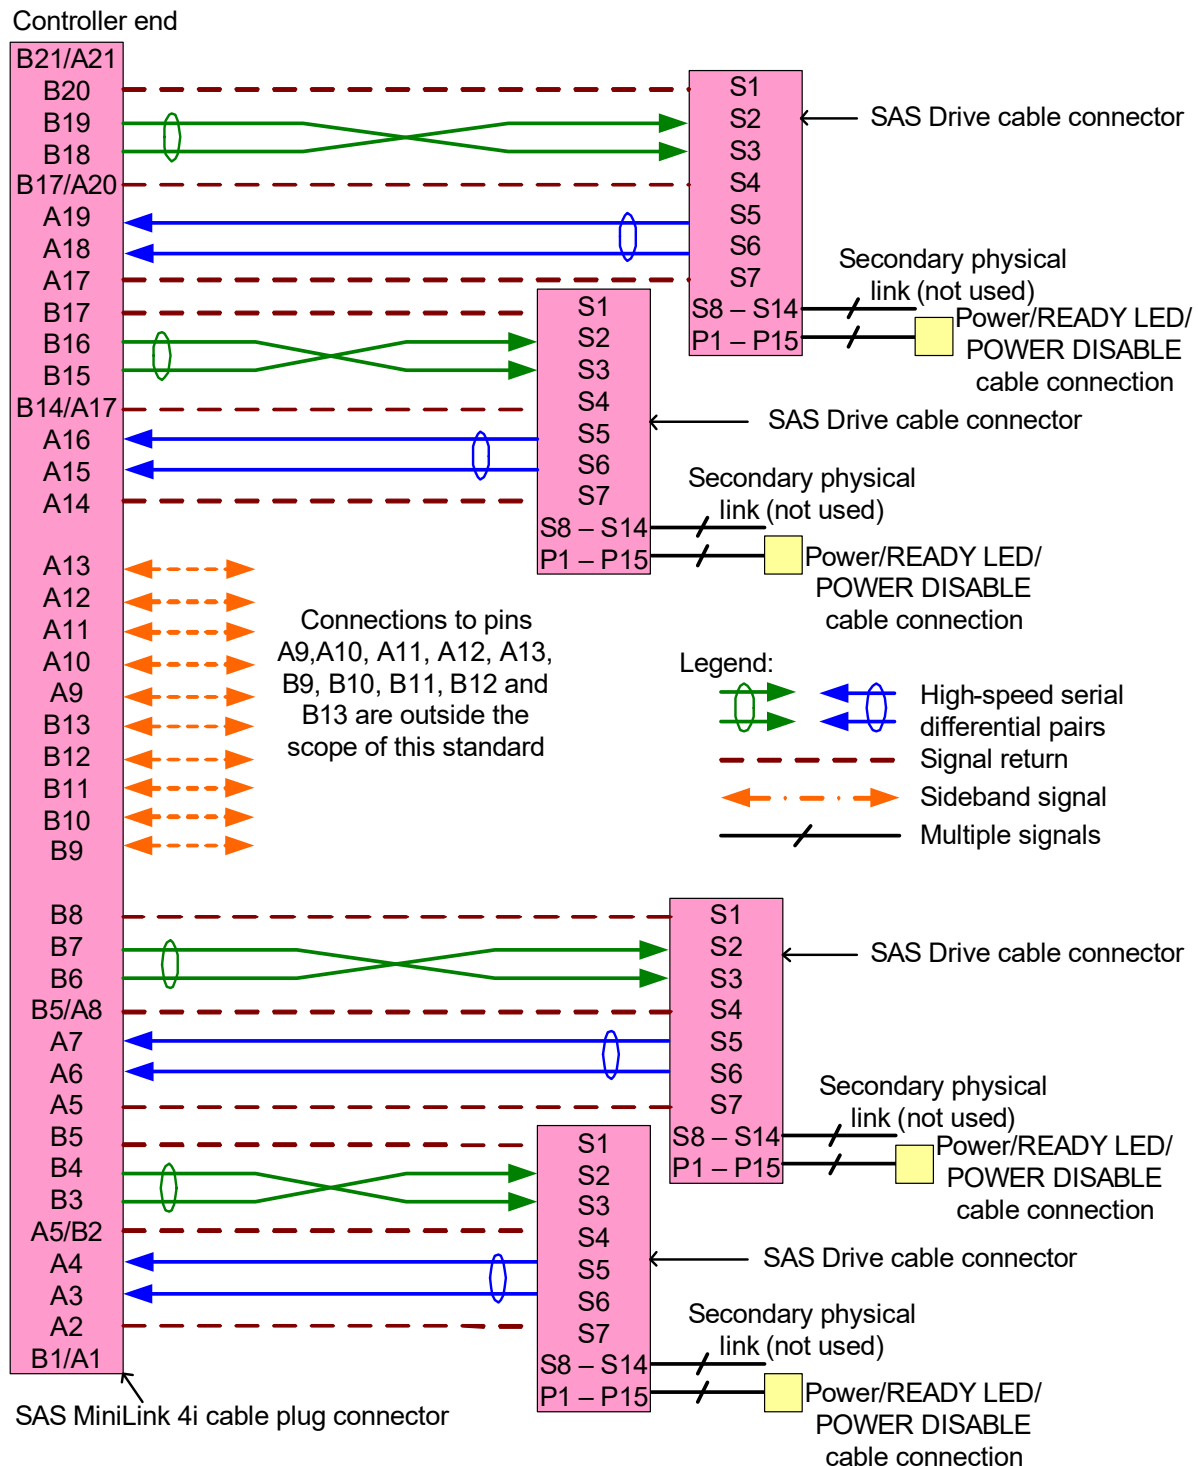 Controller end
B21/A21
B20
B19
B18
B17/A20
A19
A18
A17
B17
B16
B15
B14/A17
A16
A15
A14
A13
A12
A11
A10
A9
B13
B12
B11
B10
B9
B8
B7
B6
B5/A8
A7
A6
A5
B5
B4
B3
A5/B2
A4
A3
A2
B1/A1
SAS MiniLink 4i cable plug connector
S1
S2
S3
S4
S5
S6
S7
S8 – S14
P1 – P15
SAS Drive cable connector
Secondary physical
link (not used)
Power/READY LED/
POWER DISABLE
cable connection
S1
S2
S3
S4
S5
S6
S7
S8 – S14
P1 – P15
SAS Drive cable connector
Secondary physical
link (not used)
Power/READY LED/
POWER DISABLE
cable connection
Connections to pins
A9,A10, A11, A12, A13,
B9, B10, B11, B12 and
B13 are outside the
scope of this standard
Legend:
High-speed serial
differential pairs
Signal return
Sideband signal
Multiple signals
S1
S2
S3
S4
S5
S6
S7
S8 – S14
P1 – P15
SAS Drive cable connector
Secondary physical
link (not used)
Power/READY LED/
POWER DISABLE
cable connection
S1
S2
S3
S4
S5
S6
S7
S8 – S14
P1 – P15
SAS Drive cable connector
Secondary physical
link (not used)
Power/READY LED/
POWER DISABLE
cable connection